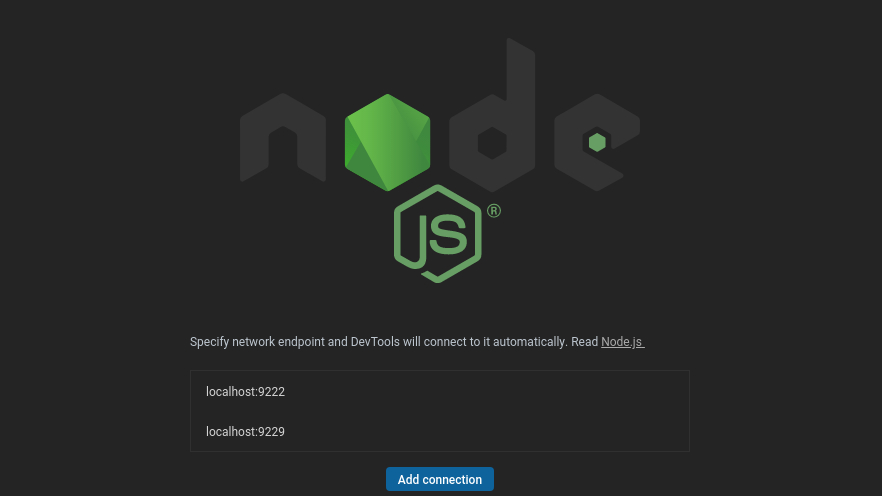 node
JS ®
Specify network endpoint and DevTools will connect to it automatically. Read Node.js
localhost:9222
localhost:9229
Add connection